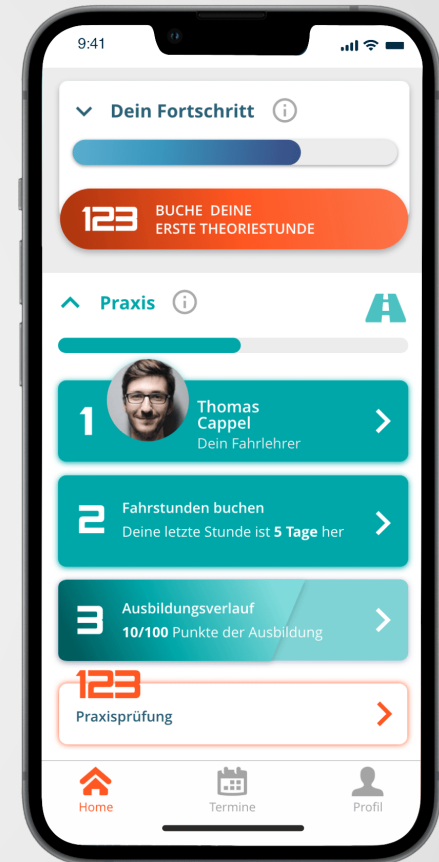 9:41
Dein Fortschritt
123 BUCHE DEINE
ERSTE THEORIESTUNDE
Praxis
1 Thomas
Cappel
Dein Fahrlehrer
2 Fahrstunden buchen
Deine letzte Stunde ist 5 Tage her
3 Ausbildungsverlauf
10/100 Punkte der Ausbildung
123
Praxisprüfung
Home Termine Profil